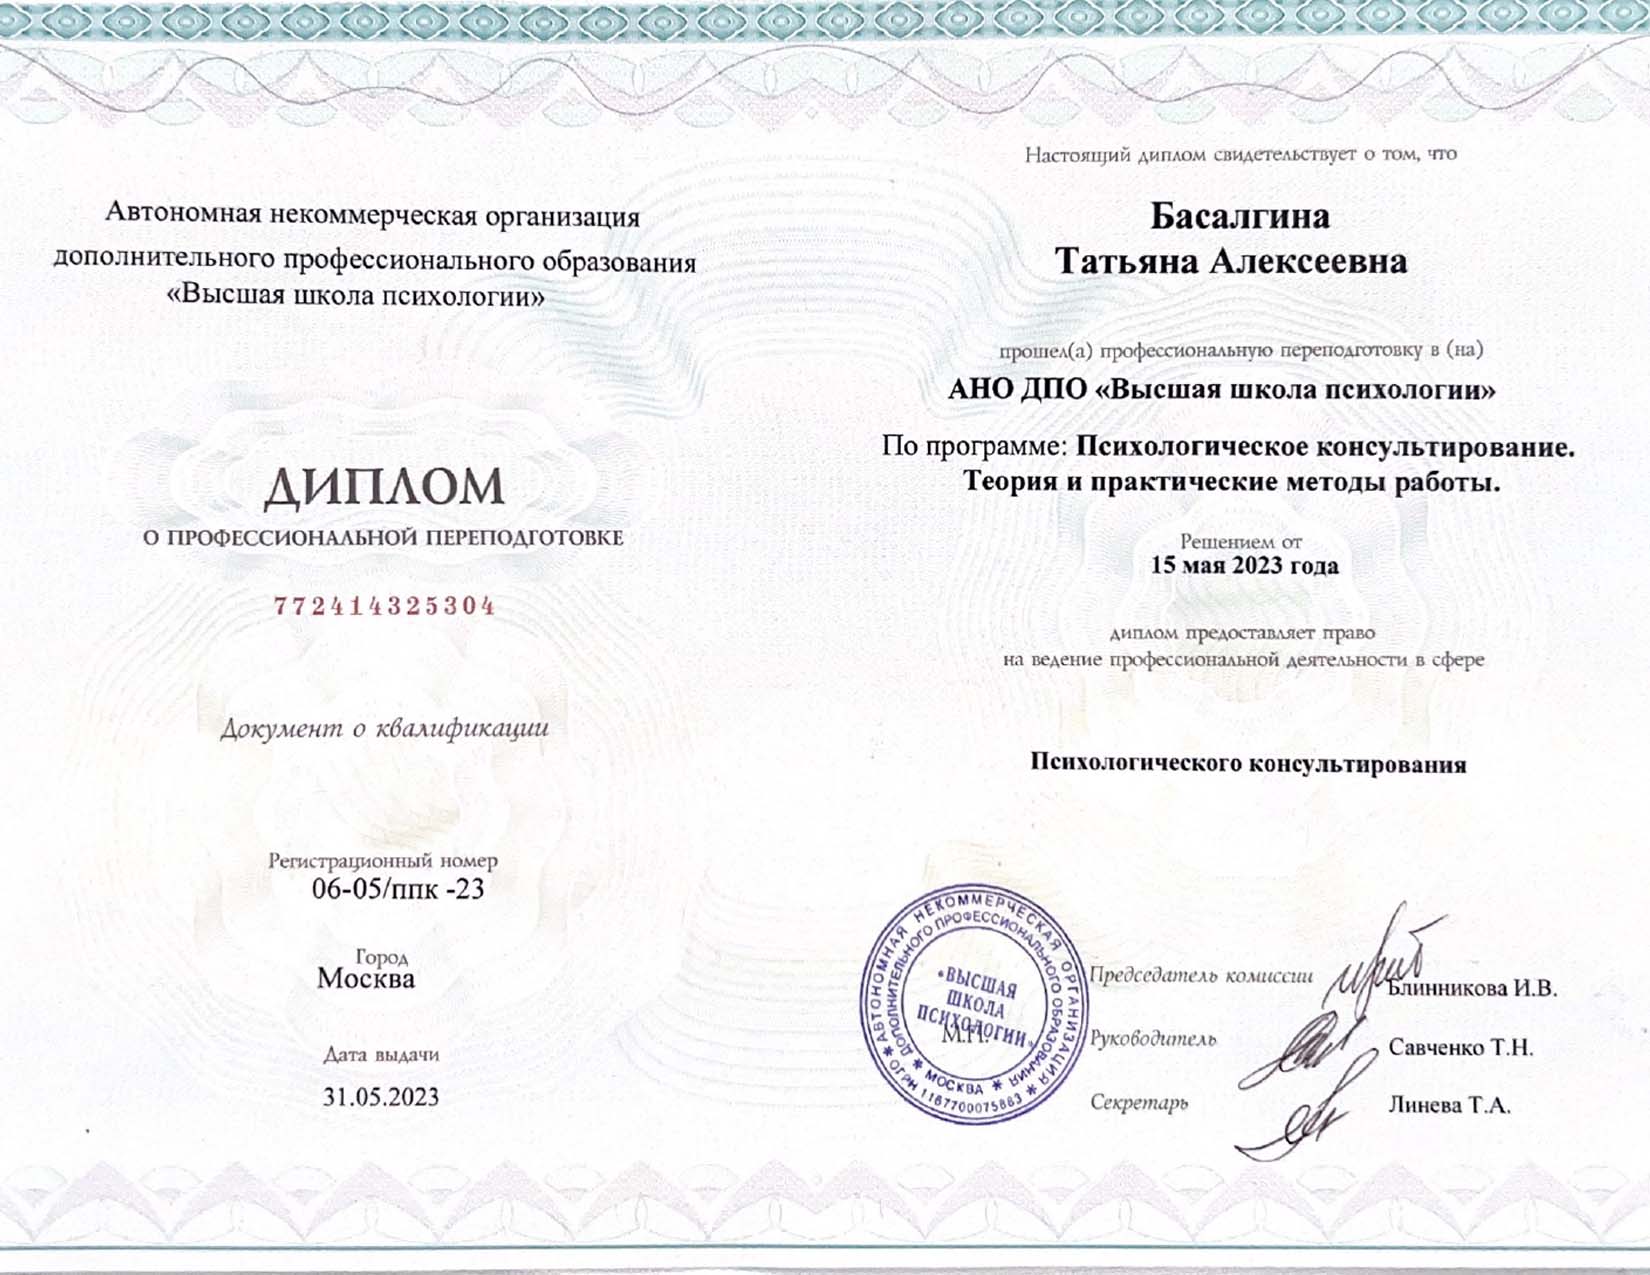 Автономная некоммерческая организация
дополнительного профессионального образования
«Высшая школа психологии»
ДИПЛОМ
О ПРОФЕССИОНАЛЬНОЙ ПЕРЕПОДГОТОВКЕ
772414325304
Документ о квалификации
Регистрационный номер
06-05/ппк -23
Город
Москва
Дата выдачи
31.05.2023
Настоящий диплом свидетельствует о том, что
Басалгина
Татьяна Алексеевна
прошел(а) профессиональную переподготовку в (на)
АНО ДПО «Высшая школа психологии»
По программе: Психологическое консультирование.
Теория и практические методы работы.
Решением от
15 мая 2023 года
диплом предоставляет право
на ведение профессиональной деятельности в сфере
Психологического консультирования
Председатель комиссии Блинникова И.В.
Руководитель Савченко Т.Н.
Секретарь Линева Т.А.
М.П.
АВТОНОМНАЯ НЕКОММЕРЧЕСКАЯ ОРГАНИЗАЦИЯ
ДОПОЛНИТЕЛЬНОГО ПРОФЕССИОНАЛЬНОГО ОБРАЗОВАНИЯ
«ВЫСШАЯ
ШКОЛА
ПСИХОЛОГИИ»
МОСКВА
ОГРН 1187700075883